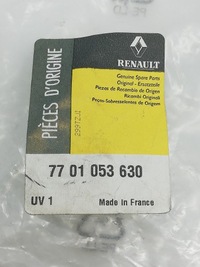 PIÈCES D'ORIGINE
RENAULT
Genuine Spare Parts
Original - Ersatzteile
Piezas de Recambio de Origen
Ricambi Originali
Peças-Sobresselentes de Origem
77 01 053 630
UV 1
Made in France